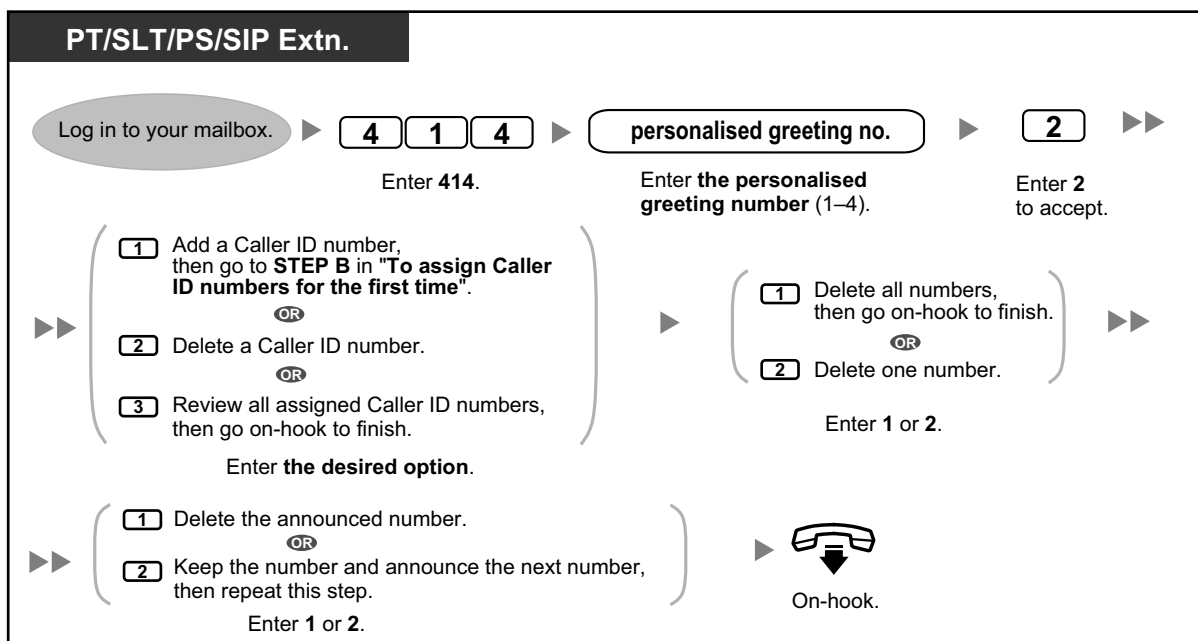 PT/SLT/PS/SIP Extn.
Log in to your mailbox.
4 1 4
Enter 414.
personalised greeting no.
Enter the personalised
greeting number (1–4).
2
Enter 2
to accept.
1 Add a Caller ID number,
then go to STEP B in "To assign Caller
ID numbers for the first time".
OR
2 Delete a Caller ID number.
OR
3 Review all assigned Caller ID numbers,
then go on-hook to finish.
Enter the desired option.
1 Delete all numbers,
then go on-hook to finish.
OR
2 Delete one number.
Enter 1 or 2.
1 Delete the announced number.
OR
2 Keep the number and announce the next number,
then repeat this step.
Enter 1 or 2.
On-hook.